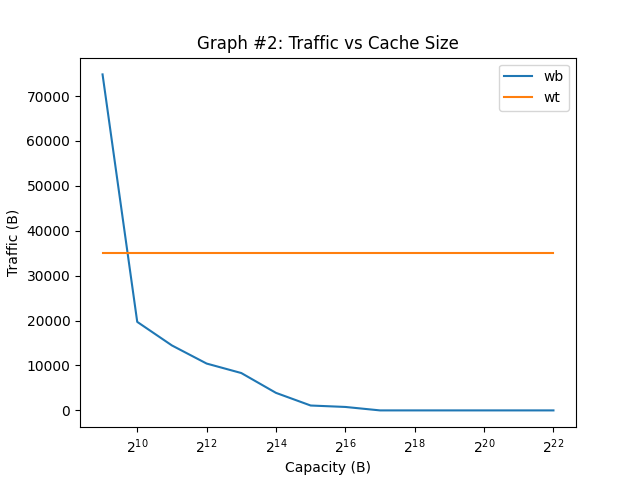 Graph #2: Traffic vs Cache Size
wb
wt
Traffic (B)
70000
60000
50000
40000
30000
20000
10000
0
2^10 2^12 2^14 2^16 2^18 2^20 2^22
Capacity (B)